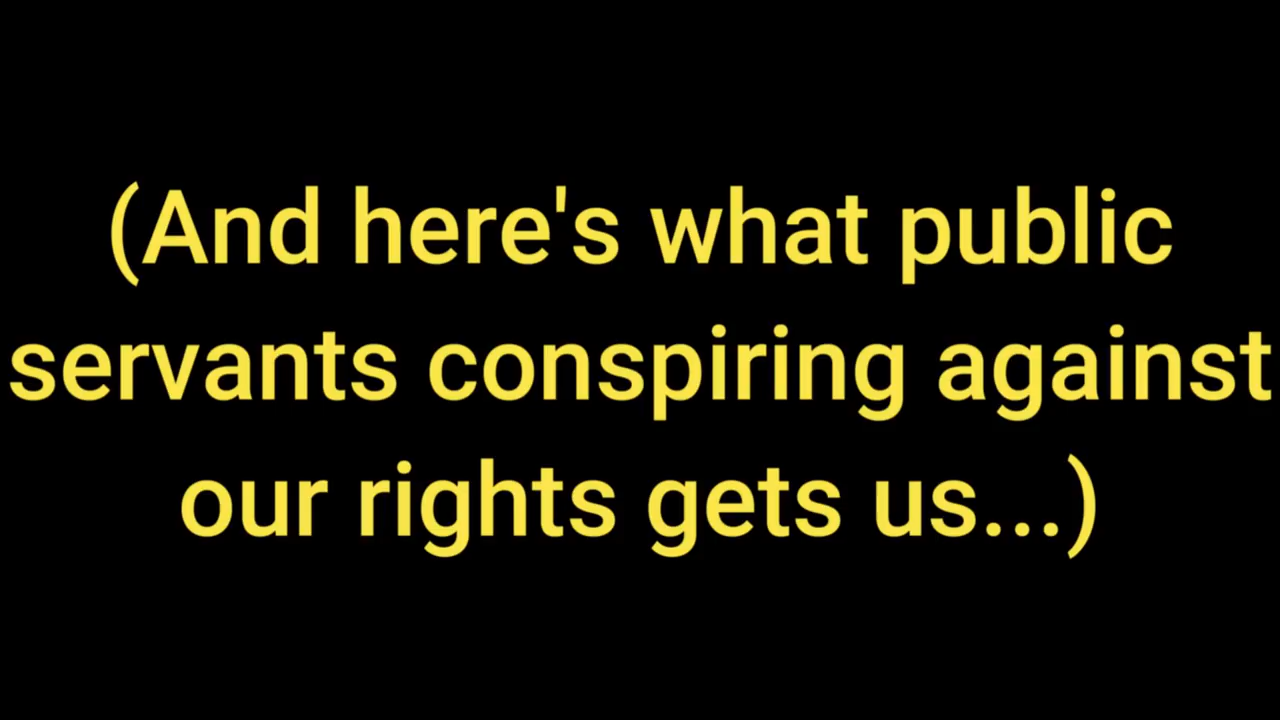 (And here's what public
servants conspiring against
our rights gets us...)